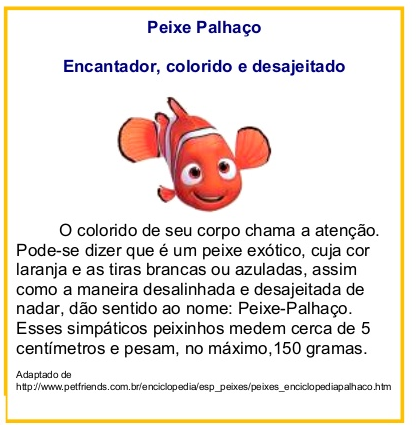 Peixe Palhaço
Encantador, colorido e desajeitado
O colorido de seu corpo chama a atenção.
Pode-se dizer que é um peixe exótico, cuja cor
laranja e as tiras brancas ou azuladas, assim
como a maneira desalinhada e desajeitada de
nadar, dão sentido ao nome: Peixe-Palhaço.
Esses simpáticos peixinhos medem cerca de 5
centímetros e pesam, no máximo,150 gramas.
Adaptado de
http://www.petfriends.com.br/enciclopedia/esp_peixes/peixes_enciclopediapalhaco.htm